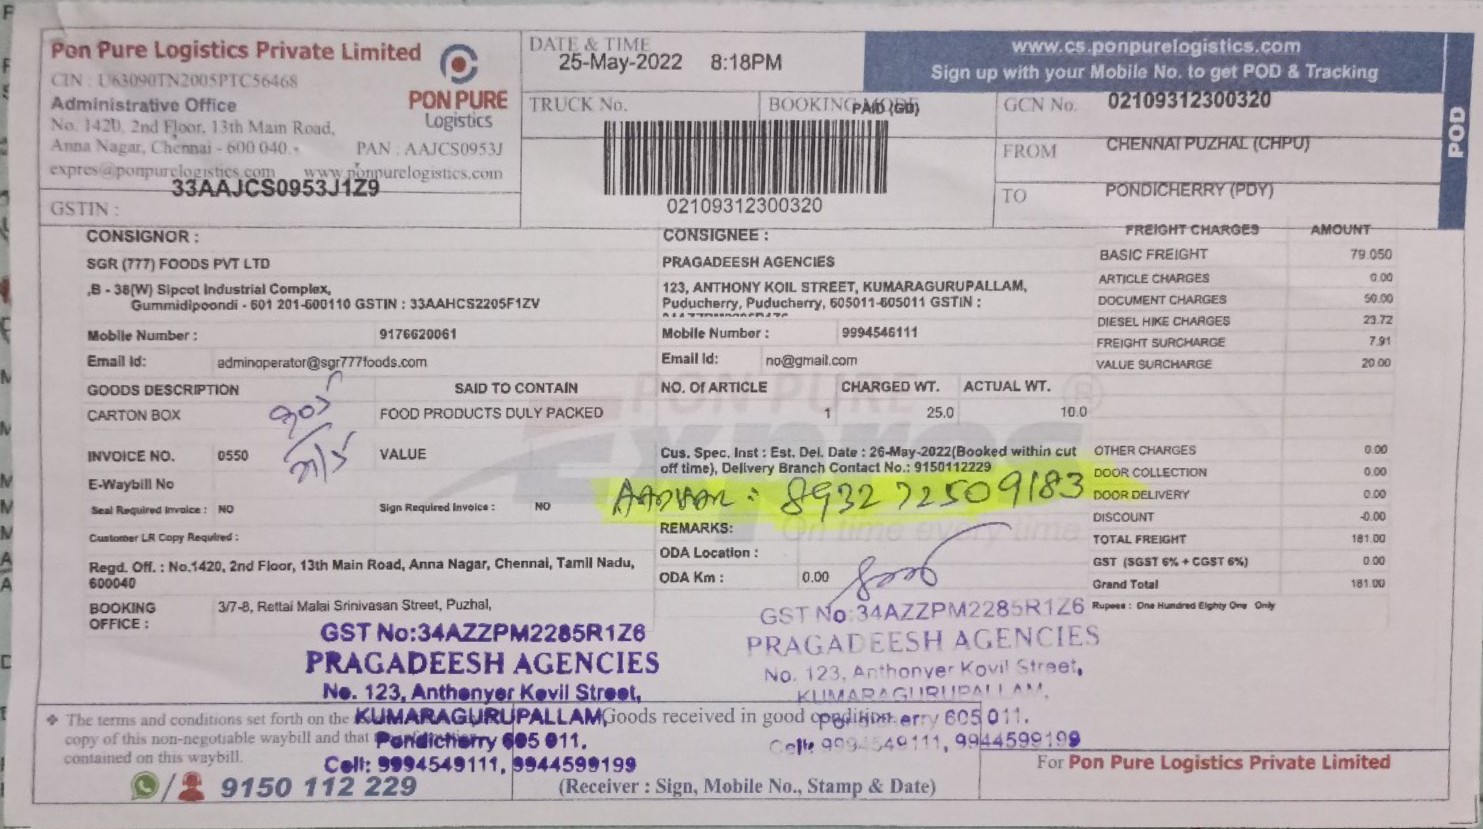 Pon Pure Logistics Private Limited
CIN : U63090TN2005PTC56468
Administrative Office
No. 1420, 2nd Floor, 13th Main Road,
Anna Nagar, Chennai - 600 040.
PAN : AAJCS0953J
expres@ponpurelogistics.com www.ponpurelogistics.com
33AAJCS0953J1Z9
GSTIN :
PON PURE
Logistics
DATE & TIME
25-May-2022 8:18PM
TRUCK No.
BOOKING MODE
PAID (GD)
02109312300320
www.cs.ponpurelogistics.com
Sign up with your Mobile No. to get POD & Tracking
GCN No. 02109312300320
FROM CHENNAI PUZHAL (CHPU)
TO PONDICHERRY (PDY)
POD
CONSIGNOR :
SGR (777) FOODS PVT LTD
,B - 38(W) Sipcot Industrial Complex,
Gummidipoondi - 601 201-600110 GSTIN : 33AAHCS2205F1ZV
Mobile Number : 9176620061
Email Id: adminoperator@sgr777foods.com
CONSIGNEE :
PRAGADEESH AGENCIES
123, ANTHONY KOIL STREET, KUMARAGURUPALLAM,
Puducherry, Puducherry, 605011-605011 GSTIN :
Mobile Number : 9994546111
Email Id: no@gmail.com
FREIGHT CHARGES AMOUNT
BASIC FREIGHT 79.050
ARTICLE CHARGES 0.00
DOCUMENT CHARGES 50.00
DIESEL HIKE CHARGES 23.72
FREIGHT SURCHARGE 7.91
VALUE SURCHARGE 20.00
GOODS DESCRIPTION SAID TO CONTAIN NO. Of ARTICLE CHARGED WT. ACTUAL WT.
CARTON BOX FOOD PRODUCTS DULY PACKED 1 25.0 10.0
PON PURE
Expres
On time every time
INVOICE NO. 0550 VALUE
E-Waybill No
Seal Required Invoice : NO Sign Required Invoice : NO
Customer LR Copy Required :
Cus. Spec. Inst : Est. Del. Date : 26-May-2022(Booked within cut
off time), Delivery Branch Contact No.: 9150112229
AADHAR : 8932 72509183
REMARKS:
ODA Location :
ODA Km : 0.00
OTHER CHARGES 0.00
DOOR COLLECTION 0.00
DOOR DELIVERY 0.00
DISCOUNT -0.00
TOTAL FREIGHT 181.00
GST (SGST 6% + CGST 6%) 0.00
Grand Total 181.00
Rupees : One Hundred Eighty One Only
Regd. Off. : No.1420, 2nd Floor, 13th Main Road, Anna Nagar, Chennai, Tamil Nadu,
600040
BOOKING
OFFICE :
3/7-8, Rettai Malai Srinivasan Street, Puzhal,
GST No:34AZZPM2285R1Z6
PRAGADEESH AGENCIES
No. 123, Anthonyer Kovil Street,
KUMARAGURUPALLAM,
Pondicherry 605 011.
Cell: 9994549111, 9944599199
GST No:34AZZPM2285R1Z6
PRAGADEESH AGENCIES
No. 123, Anthonyer Kovil Street,
KUMARAGURUPALLAM,
Pondicherry 605 011.
Cell: 9994549111, 9944599199
The terms and conditions set forth on the
copy of this non-negotiable waybill and that
contained on this waybill.
9150 112 229
Goods received in good condition.
(Receiver : Sign, Mobile No., Stamp & Date)
For Pon Pure Logistics Private Limited